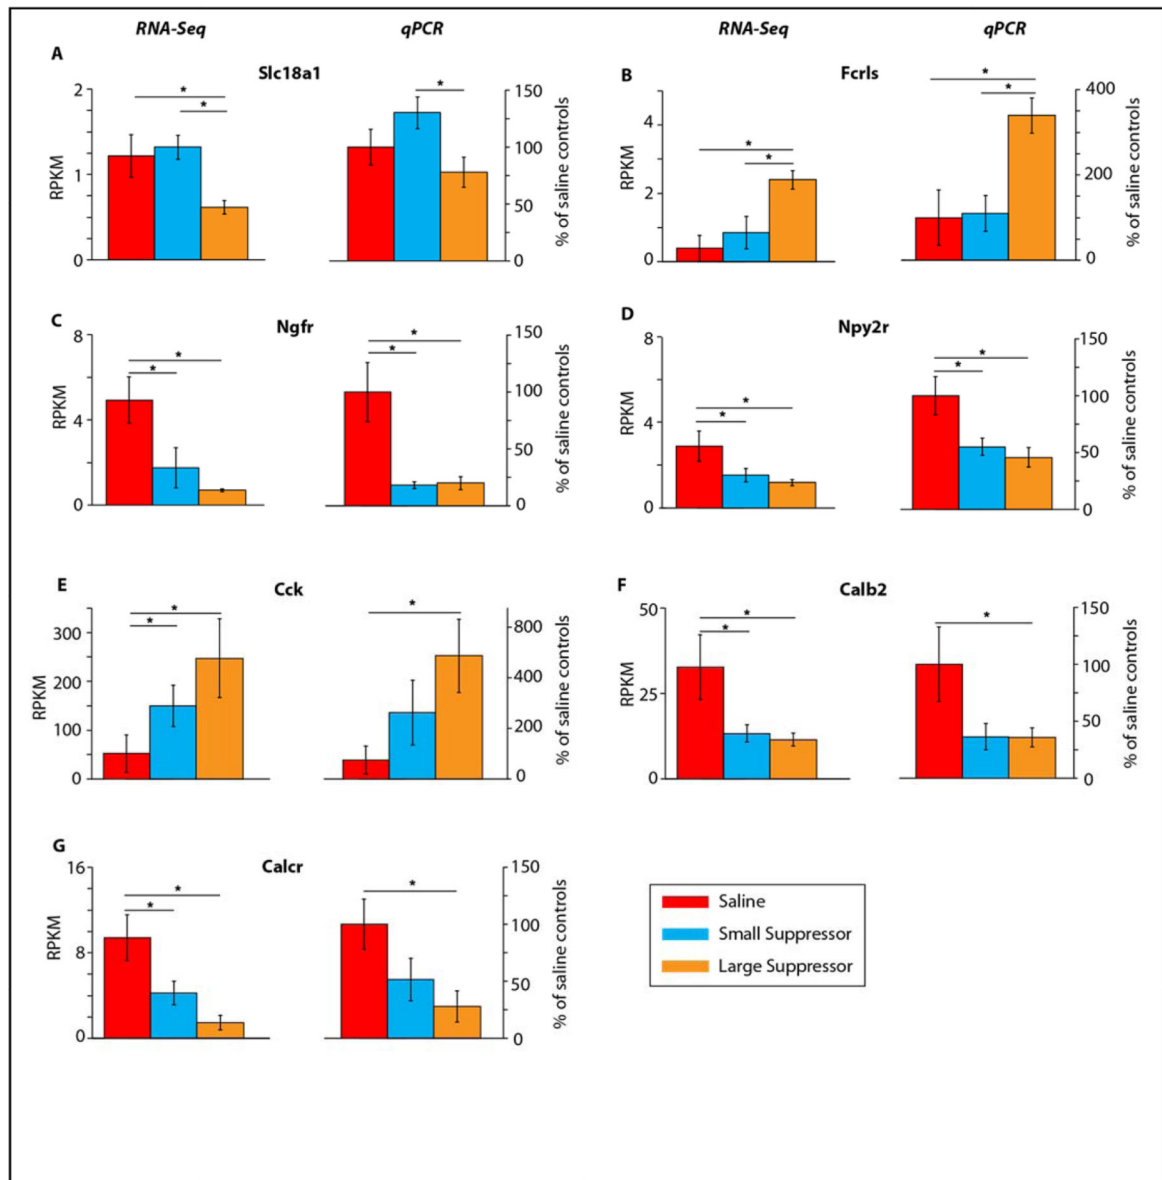 RNA-Seq qPCR RNA-Seq qPCR
A Slc18a1
2
1
0
RPKM
* *
*
150
100
50
0
% of saline controls
B Fcrls
4
2
0
RPKM
* *
* *
400
200
0
% of saline controls
C Ngfr
8
4
0
RPKM
* *
* *
150
100
50
0
% of saline controls
D Npy2r
8
4
0
RPKM
* *
* *
150
100
50
0
% of saline controls
E Cck
300
200
150
100
0
RPKM
* *
*
800
400
200
0
% of saline controls
F Calb2
50
25
0
RPKM
* *
*
150
100
50
0
% of saline controls
G Calcr
16
8
0
RPKM
* *
*
150
100
50
0
% of saline controls
Saline
Small Suppressor
Large Suppressor